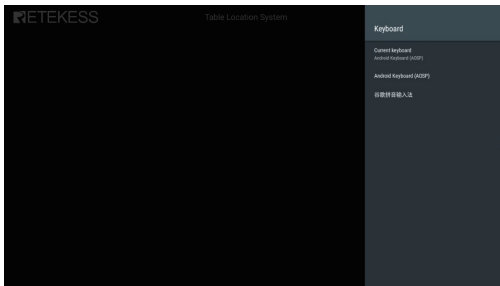 RETEKESS
Table Location System
Keyboard
Current keyboard
Android Keyboard (AOSP)
Android Keyboard (AOSP)
谷歌拼音输入法